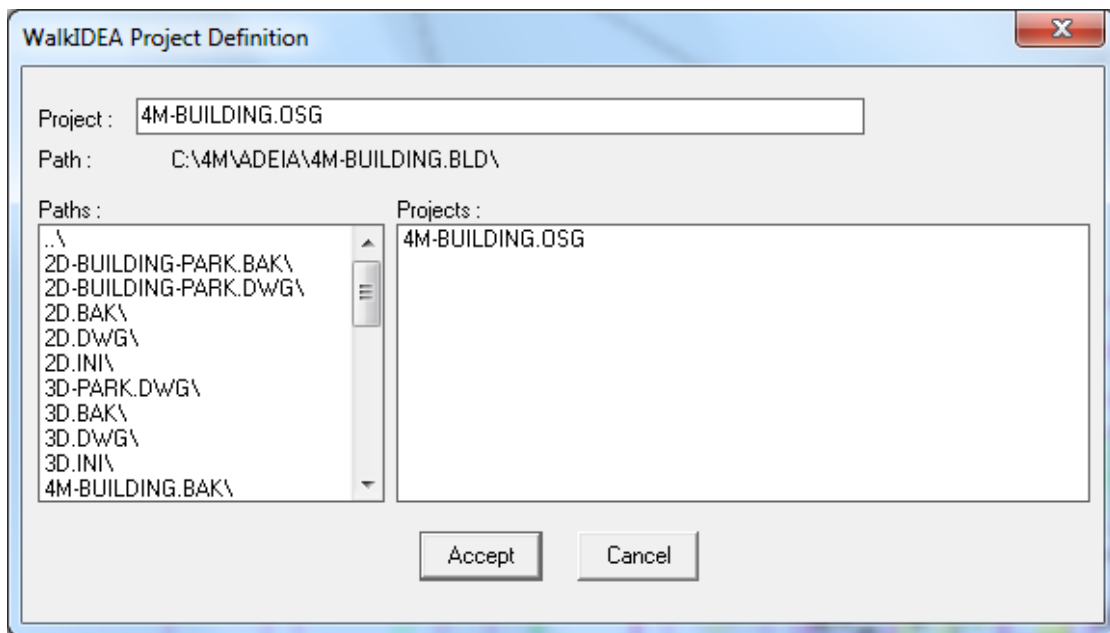 WalkIDEA Project Definition
Project : 4M-BUILDING.OSG
Path : C:\4M\ADEIA\4M-BUILDING.BLD\
Paths :
..\
2D-BUILDING-PARK.BAK\
2D-BUILDING-PARK.DWG\
2D.BAK\
2D.DWG\
2D.INI\
3D-PARK.DWG\
3D.BAK\
3D.DWG\
3D.INI\
4M-BUILDING.BAK\
Projects :
4M-BUILDING.OSG
Accept
Cancel